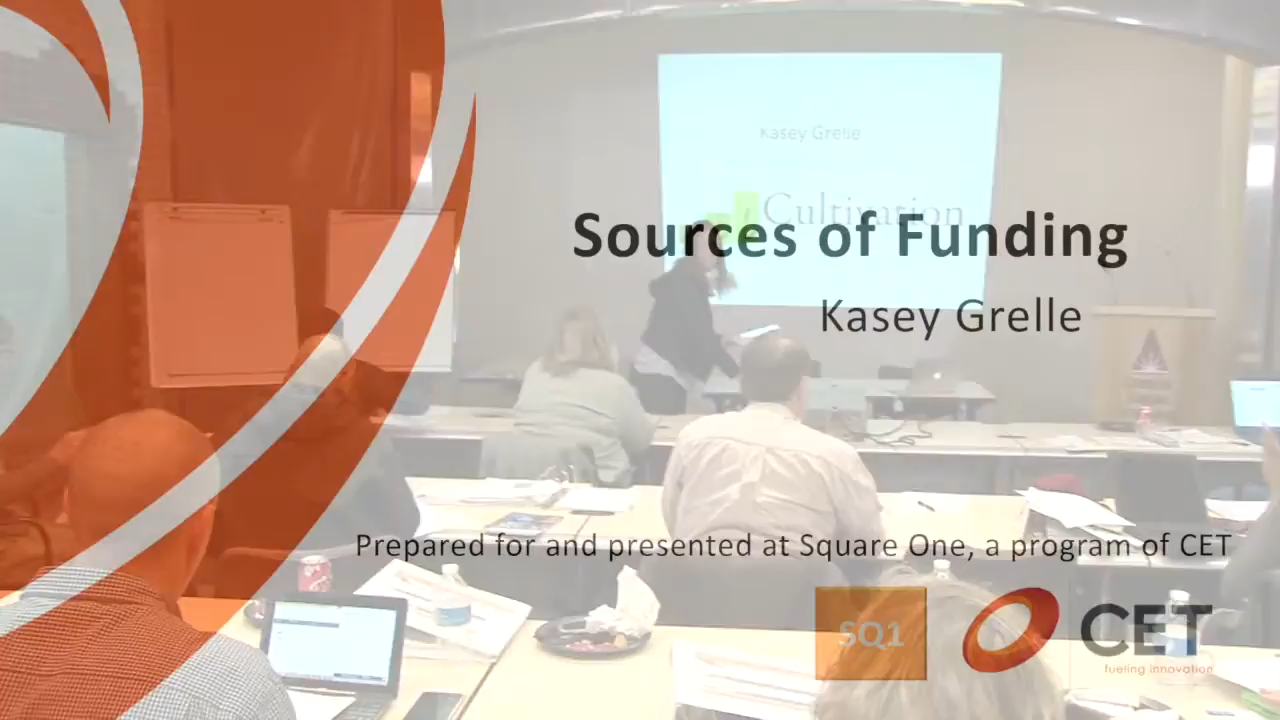 Kasey Grelle
Cultivation
Sources of Funding
Kasey Grelle
Prepared for and presented at Square One, a program of CET
SQ1
CET
fueling innovation